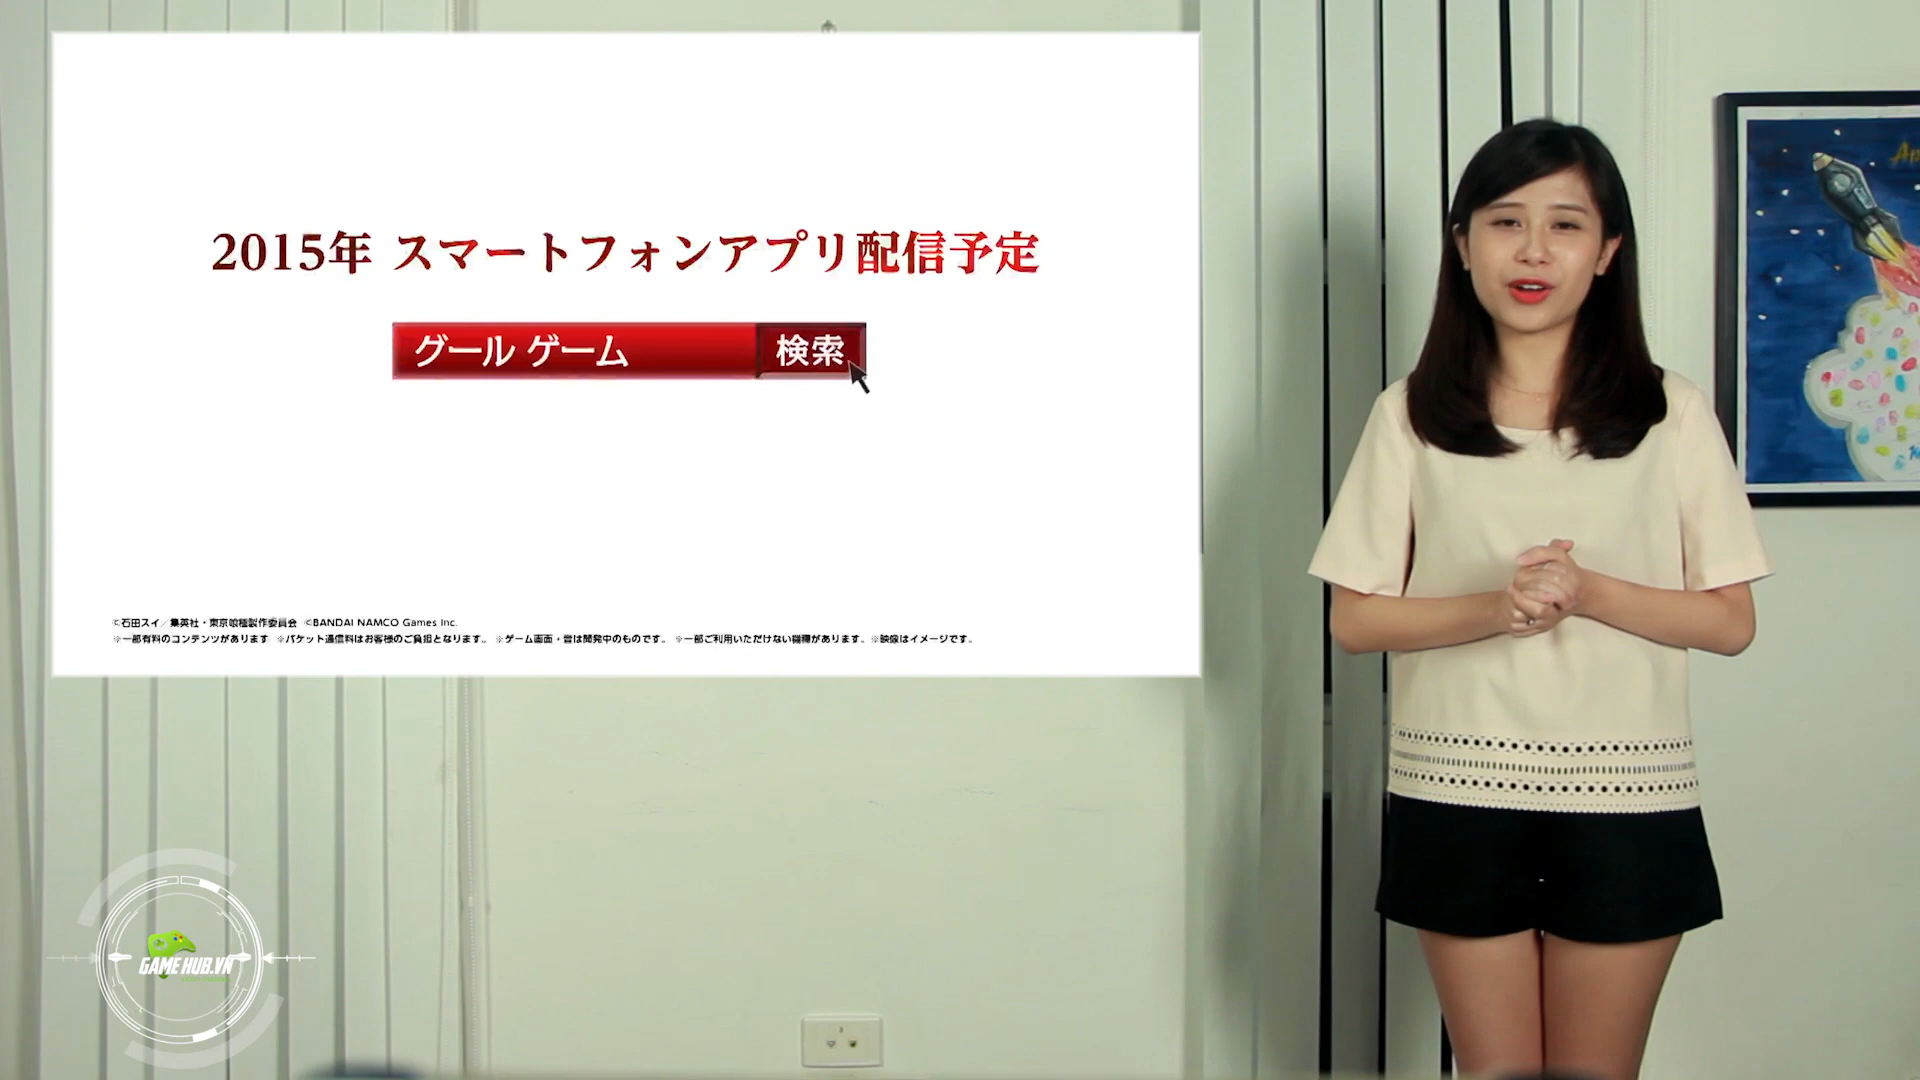 2015年 スマートフォンアプリ配信予定
グール ゲーム 検索
©石田スイ／集英社・東京喰種製作委員会 ©BANDAI NAMCO Games Inc.
※一部有料のコンテンツがあります ※パケット通信料はお客様のご負担となります。 ※ゲーム画面・音は開発中のものです。 ※一部ご利用いただけない機種があります。※映像はイメージです。
GAMEHUB.VN